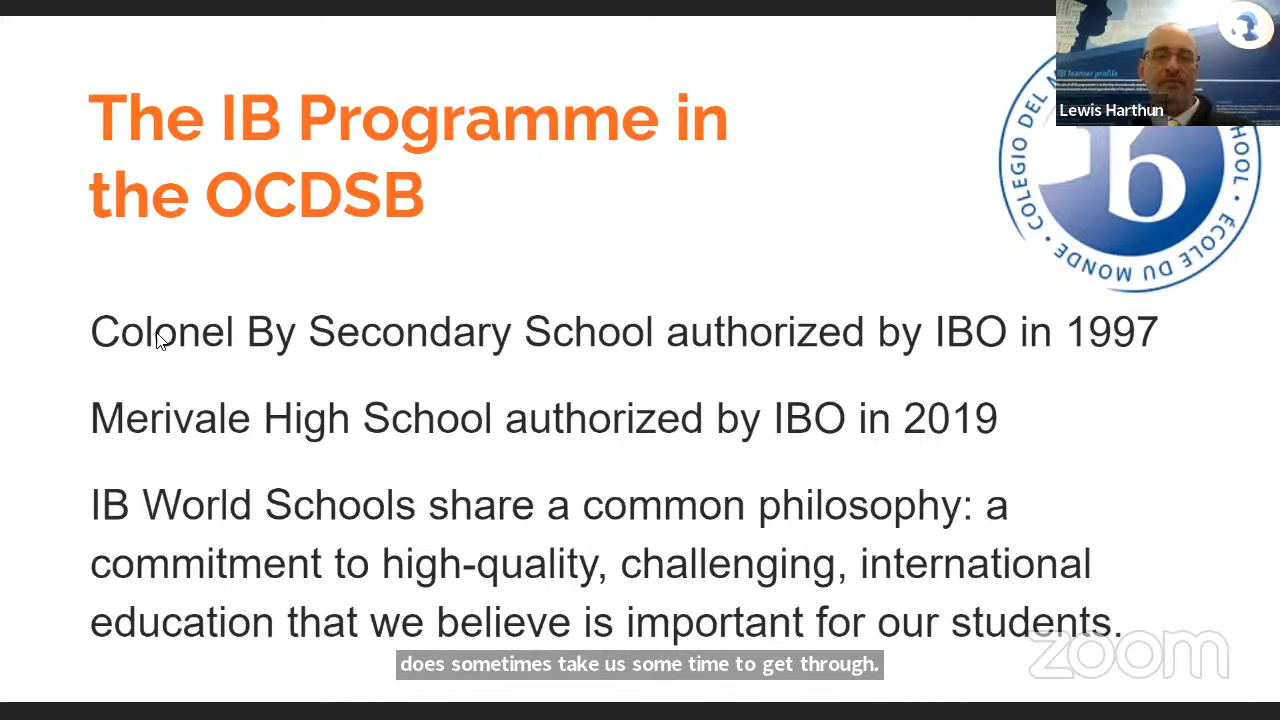 The IB Programme in
the OCDSB
IB learner profile
Lewis Harthun
COLEGIO DEL
HOOL • ÉCOLE DU MONDE •
b
Colonel By Secondary School authorized by IBO in 1997
Merivale High School authorized by IBO in 2019
IB World Schools share a common philosophy: a
commitment to high-quality, challenging, international
education that we believe is important for our students.
does sometimes take us some time to get through.
zoom